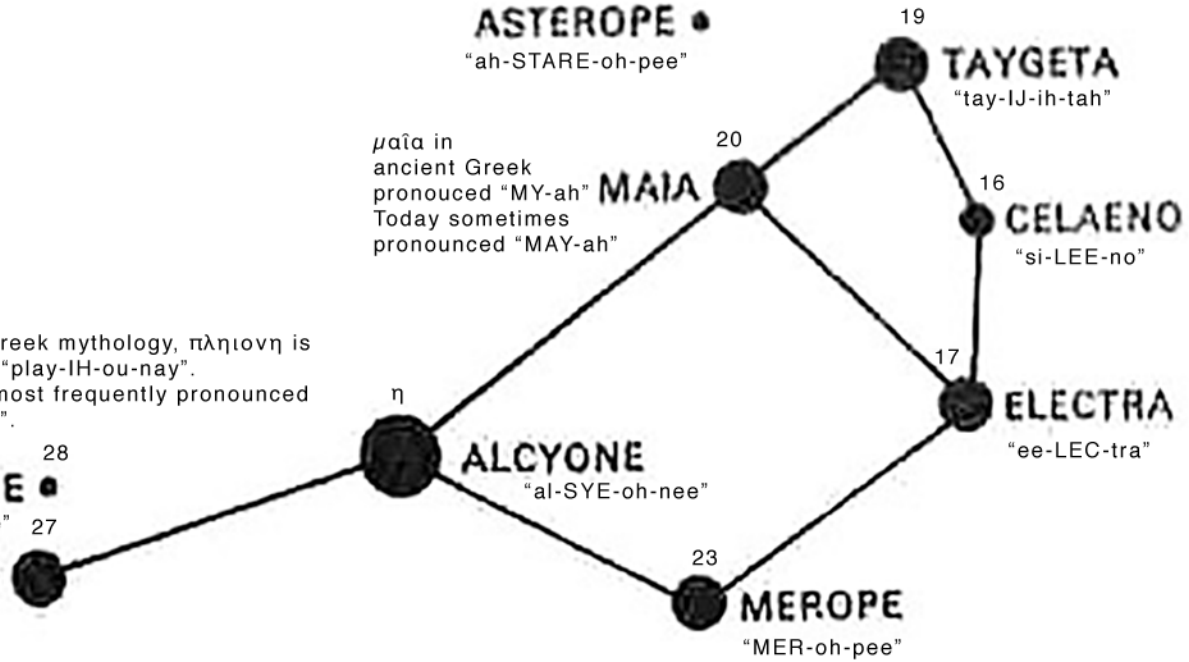 ASTEROPE
“ah-STARE-oh-pee”
19
TAYGETA
“tay-IJ-ih-tah”
μαῖα in
ancient Greek
pronouced “MY-ah”
Today sometimes
pronounced “MAY-ah”
20
MAIA
16
CELAENO
“si-LEE-no”
reek mythology, πληιονη is
“play-IH-ou-nay”.
most frequently pronounced
”.
17
ELECTRA
“ee-LEC-tra”
η
ALCYONE
“al-SYE-oh-nee”
28
E
”
27
23
MEROPE
“MER-oh-pee”